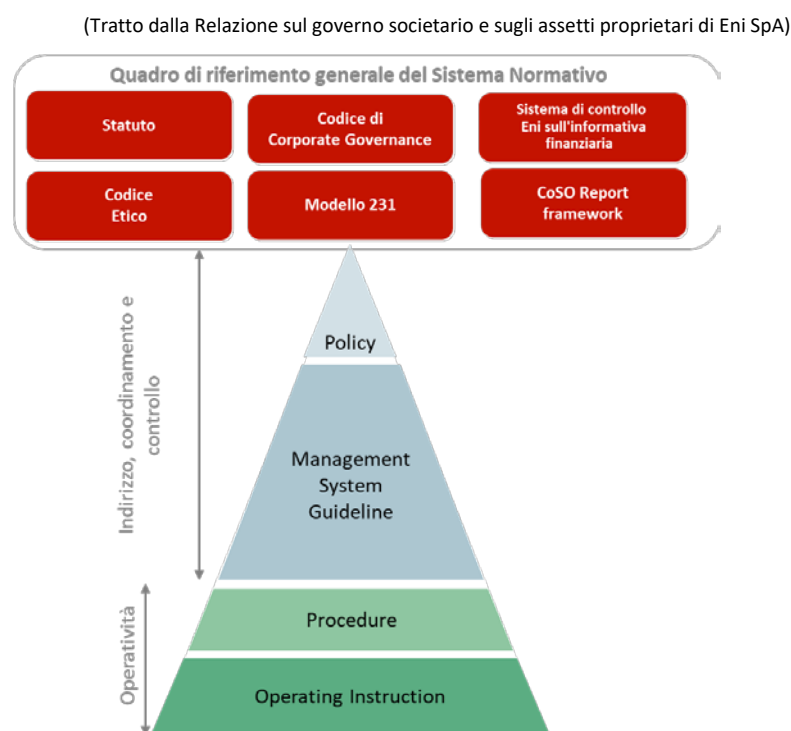 (Tratto dalla Relazione sul governo societario e sugli assetti proprietari di Eni SpA)
Quadro di riferimento generale del Sistema Normativo
Statuto
Codice di
Corporate Governance
Sistema di controllo
Eni sull'informativa
finanziaria
Codice
Etico
Modello 231
CoSO Report
framework
Indirizzo, coordinamento e
controllo
Policy
Management
System
Guideline
Operatività
Procedure
Operating Instruction